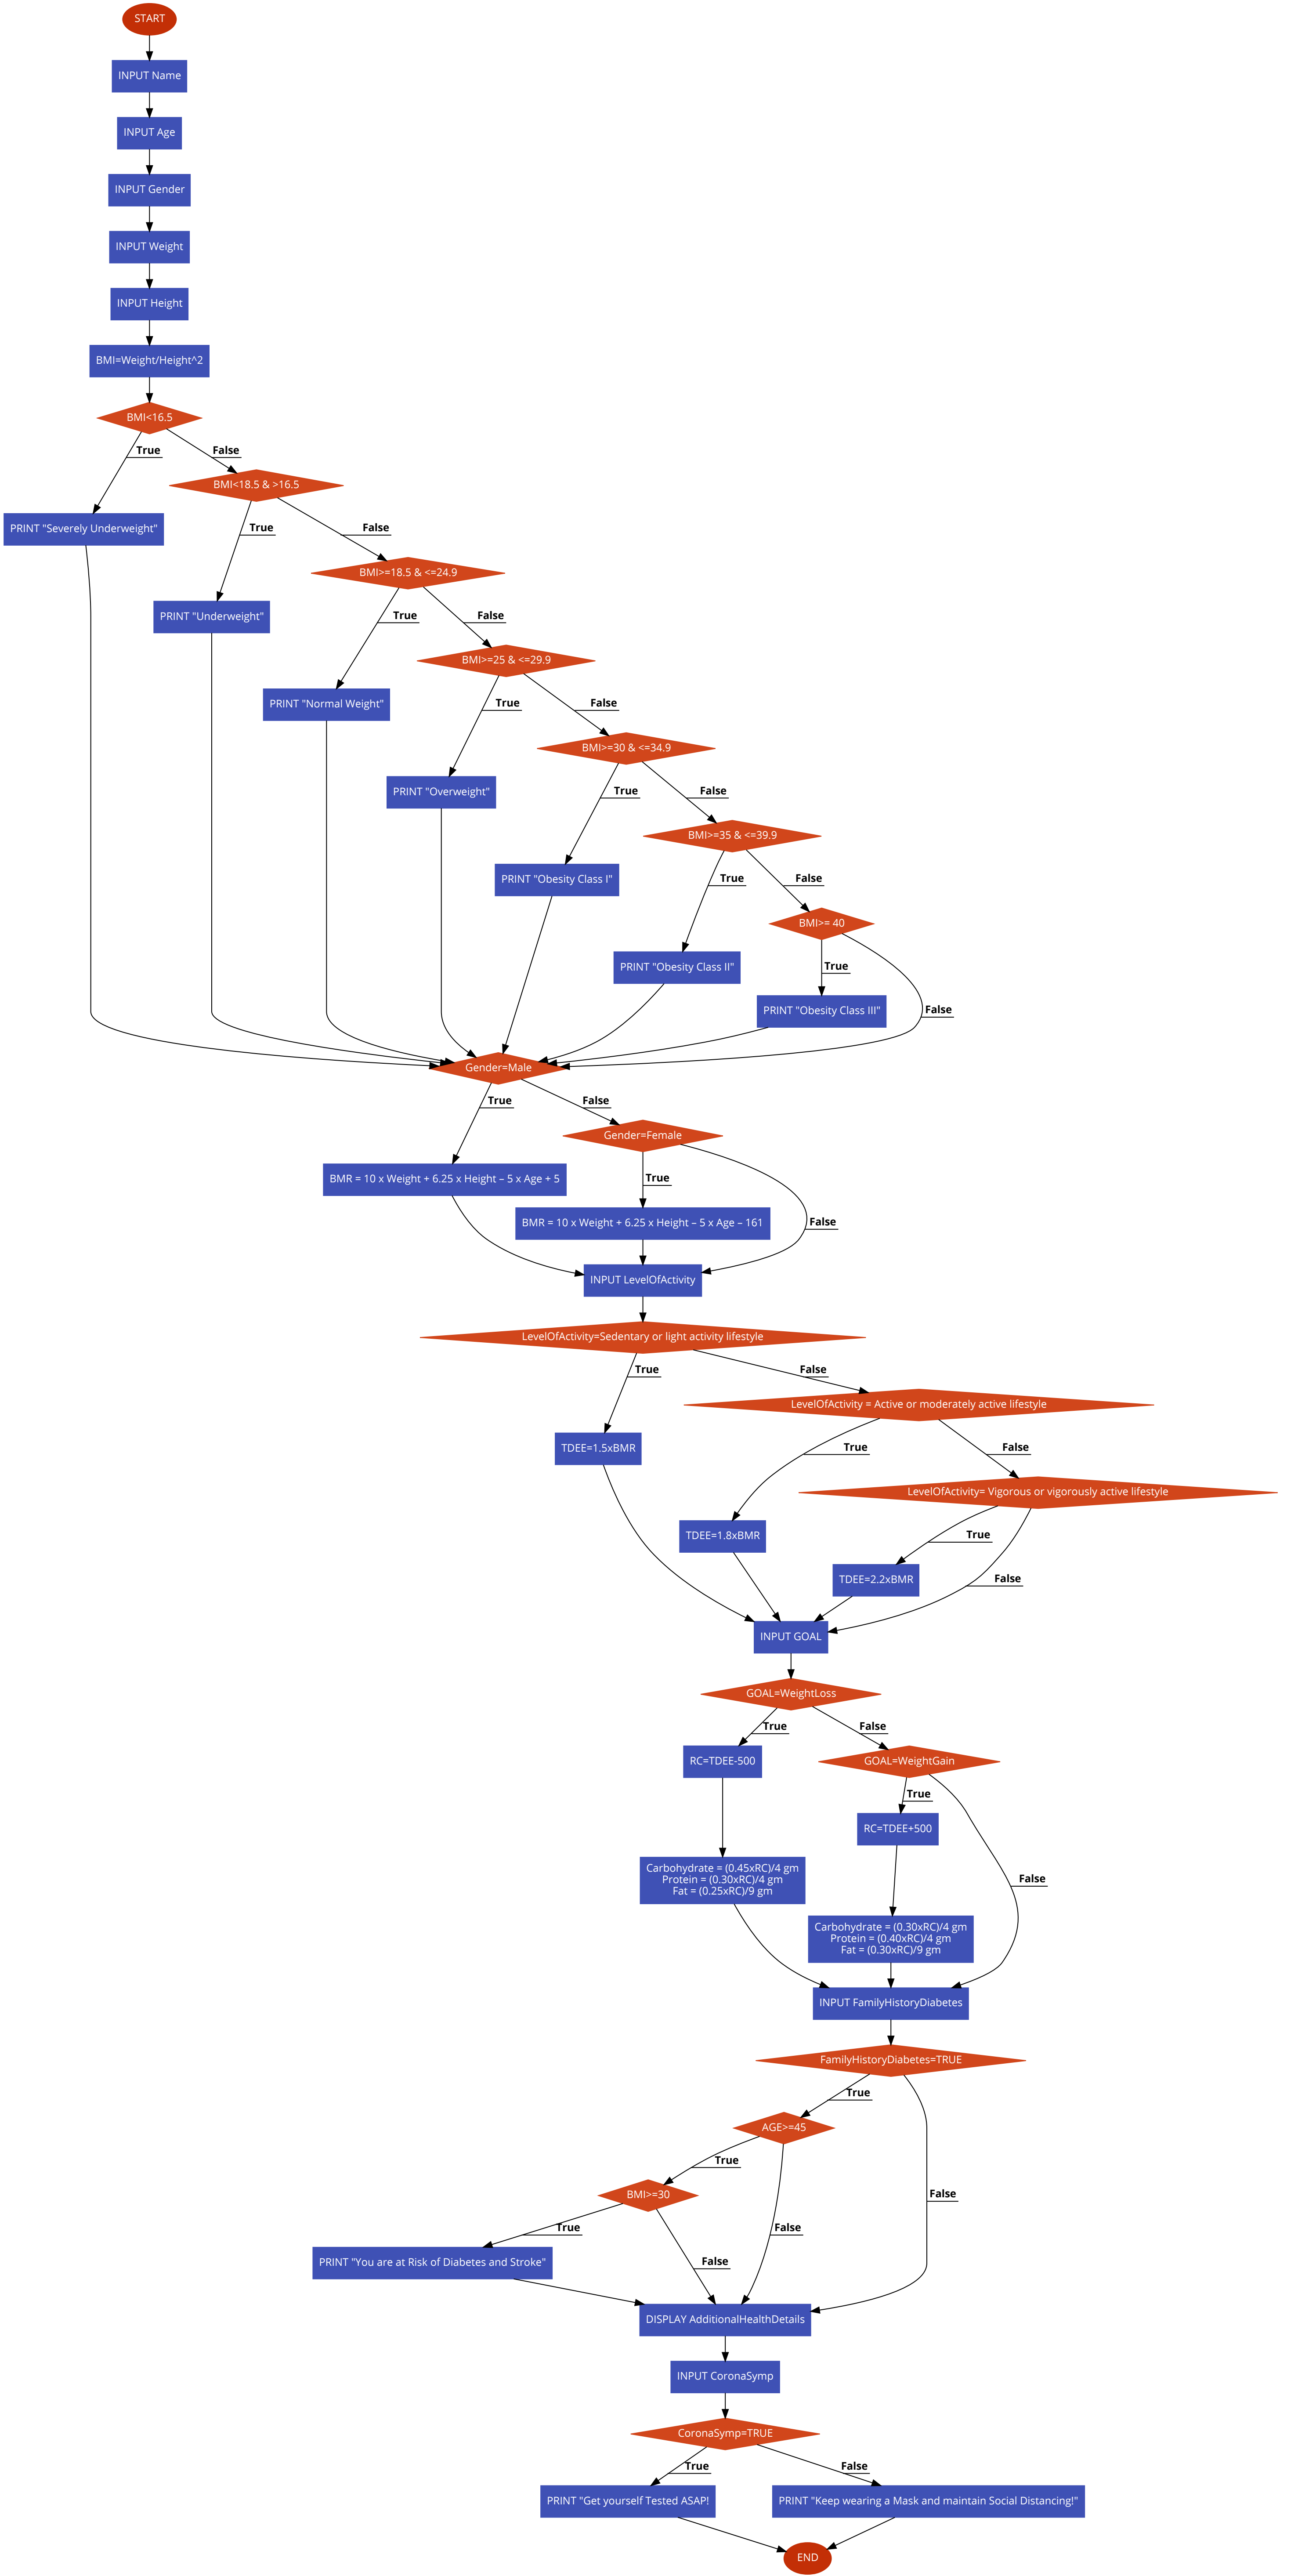 START
INPUT Name
INPUT Age
INPUT Gender
INPUT Weight
INPUT Height
BMI=Weight/Height^2
BMI<16.5
True
False
BMI<18.5 & >16.5
PRINT "Severely Underweight"
True
False
BMI>=18.5 & <=24.9
PRINT "Underweight"
True
False
BMI>=25 & <=29.9
PRINT "Normal Weight"
True
False
BMI>=30 & <=34.9
PRINT "Overweight"
True
False
BMI>=35 & <=39.9
PRINT "Obesity Class I"
True
False
BMI>= 40
PRINT "Obesity Class II"
True
PRINT "Obesity Class III"
False
Gender=Male
True
False
Gender=Female
BMR = 10 x Weight + 6.25 x Height – 5 x Age + 5
True
BMR = 10 x Weight + 6.25 x Height – 5 x Age – 161
False
INPUT LevelOfActivity
LevelOfActivity=Sedentary or light activity lifestyle
True
False
LevelOfActivity = Active or moderately active lifestyle
TDEE=1.5xBMR
True
False
LevelOfActivity= Vigorous or vigorously active lifestyle
TDEE=1.8xBMR
True
TDEE=2.2xBMR
False
INPUT GOAL
GOAL=WeightLoss
True
False
RC=TDEE-500
GOAL=WeightGain
True
RC=TDEE+500
Carbohydrate = (0.45xRC)/4 gm
Protein = (0.30xRC)/4 gm
Fat = (0.25xRC)/9 gm
False
Carbohydrate = (0.30xRC)/4 gm
Protein = (0.40xRC)/4 gm
Fat = (0.30xRC)/9 gm
INPUT FamilyHistoryDiabetes
FamilyHistoryDiabetes=TRUE
True
AGE>=45
True
BMI>=30
False
True
False
False
PRINT "You are at Risk of Diabetes and Stroke"
DISPLAY AdditionalHealthDetails
INPUT CoronaSymp
CoronaSymp=TRUE
True
False
PRINT "Get yourself Tested ASAP!
PRINT "Keep wearing a Mask and maintain Social Distancing!"
END